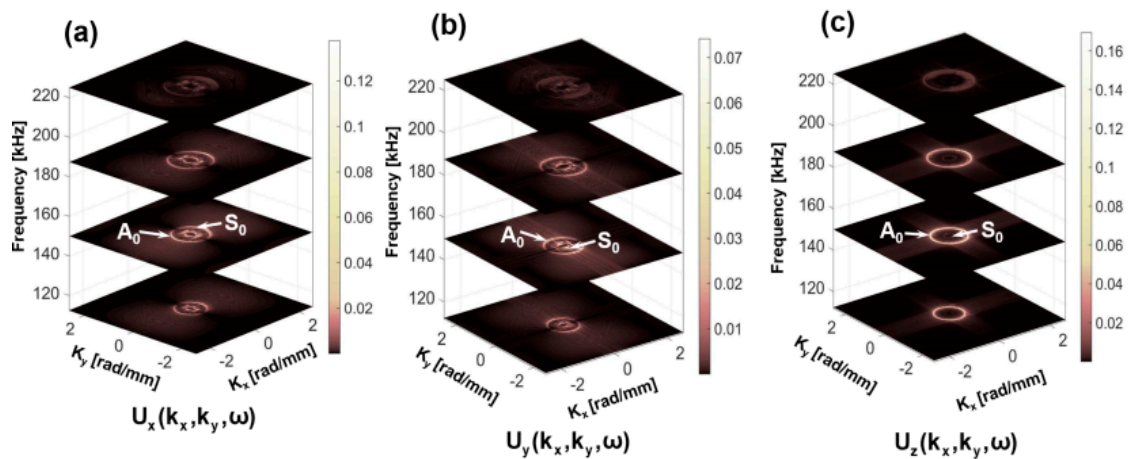 (a)
220
200
180
160
140
120
Frequency [kHz]
A0
S0
2
0
-2
Ky [rad/mm]
-2
0
2
Kx [rad/mm]
0.12
0.1
0.08
0.06
0.04
0.02
Ux(kx,ky,ω)
(b)
220
200
180
160
140
120
Frequency [kHz]
A0
S0
2
0
-2
Ky [rad/mm]
-2
0
2
Kx [rad/mm]
0.07
0.06
0.05
0.04
0.03
0.02
0.01
Uy(kx,ky,ω)
(c)
220
200
180
160
140
120
Frequency [kHz]
A0
S0
2
0
-2
Ky [rad/mm]
-2
0
2
Kx [rad/mm]
0.16
0.14
0.12
0.1
0.08
0.06
0.04
0.02
Uz(kx,ky,ω)